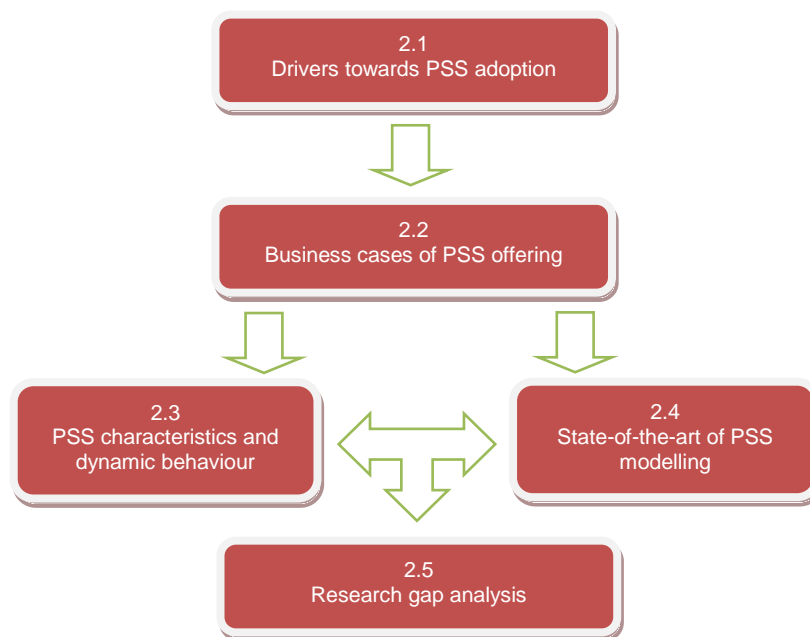 2.1
Drivers towards PSS adoption
2.2
Business cases of PSS offering
2.3
PSS characteristics and
dynamic behaviour
2.4
State-of-the-art of PSS
modelling
2.5
Research gap analysis